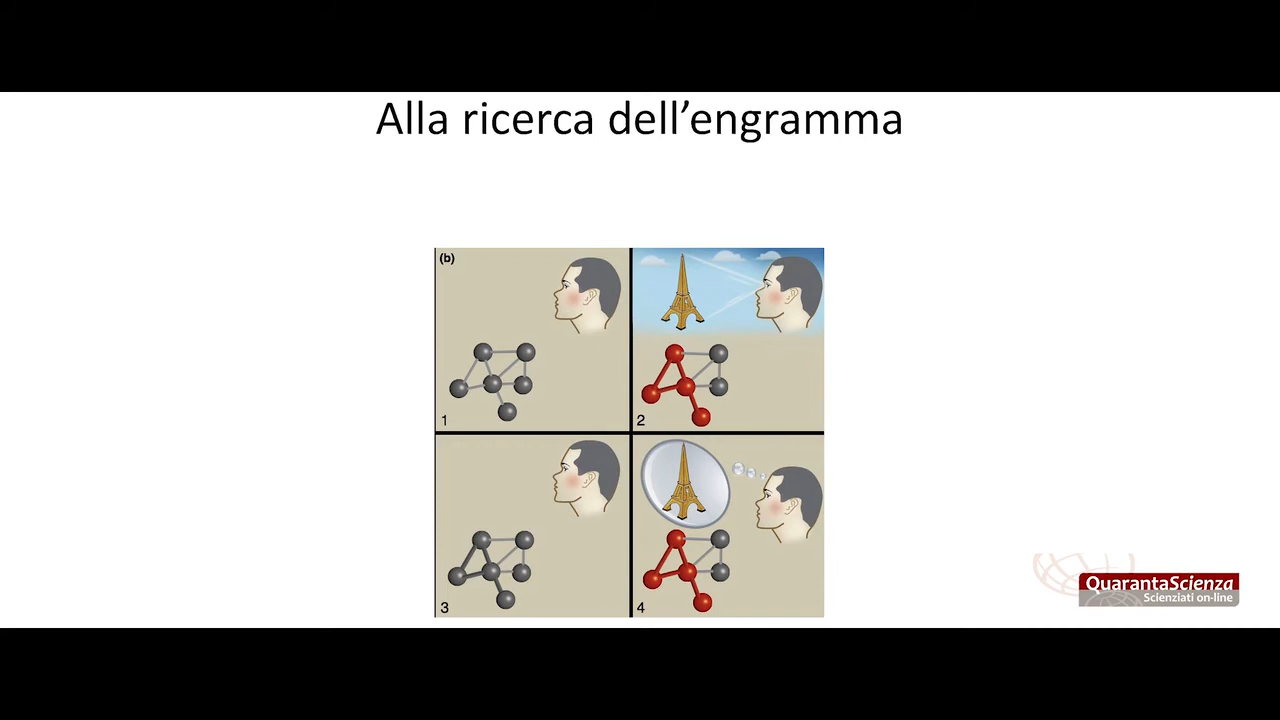 Alla ricerca dell’engramma
(b)
1
2
3
4
QuarantaScienza
Scienziati on-line